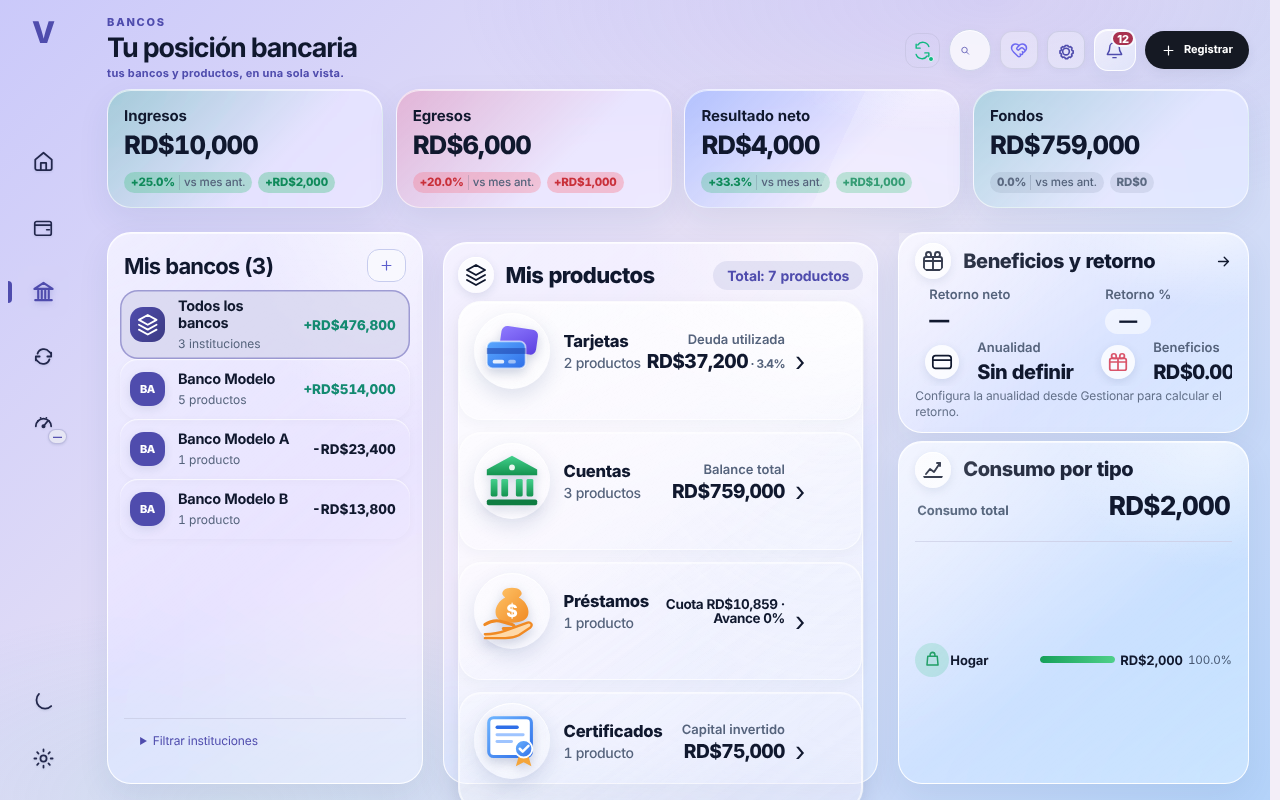 V
BANCOS
Tu posición bancaria
tus bancos y productos, en una sola vista.
12
+ Registrar
Ingresos
RD$10,000
+25.0% vs mes ant. +RD$2,000
Egresos
RD$6,000
+20.0% vs mes ant. +RD$1,000
Resultado neto
RD$4,000
+33.3% vs mes ant. +RD$1,000
Fondos
RD$759,000
0.0% vs mes ant. RD$0
Mis bancos (3)
+
Todos los
bancos
3 instituciones
+RD$476,800
BA
Banco Modelo
5 productos
+RD$514,000
BA
Banco Modelo A
1 producto
-RD$23,400
BA
Banco Modelo B
1 producto
-RD$13,800
Filtrar instituciones
Mis productos
Total: 7 productos
Tarjetas
2 productos
Deuda utilizada
RD$37,200 · 3.4%
Cuentas
3 productos
Balance total
RD$759,000
$
Préstamos
1 producto
Cuota RD$10,859 ·
Avance 0%
Certificados
1 producto
Capital invertido
RD$75,000
Beneficios y retorno
Retorno neto
—
Retorno %
—
Anualidad
Sin definir
Beneficios
RD$0.00
Configura la anualidad desde Gestionar para calcular el
retorno.
Consumo por tipo
Consumo total
RD$2,000
Hogar
RD$2,000 100.0%